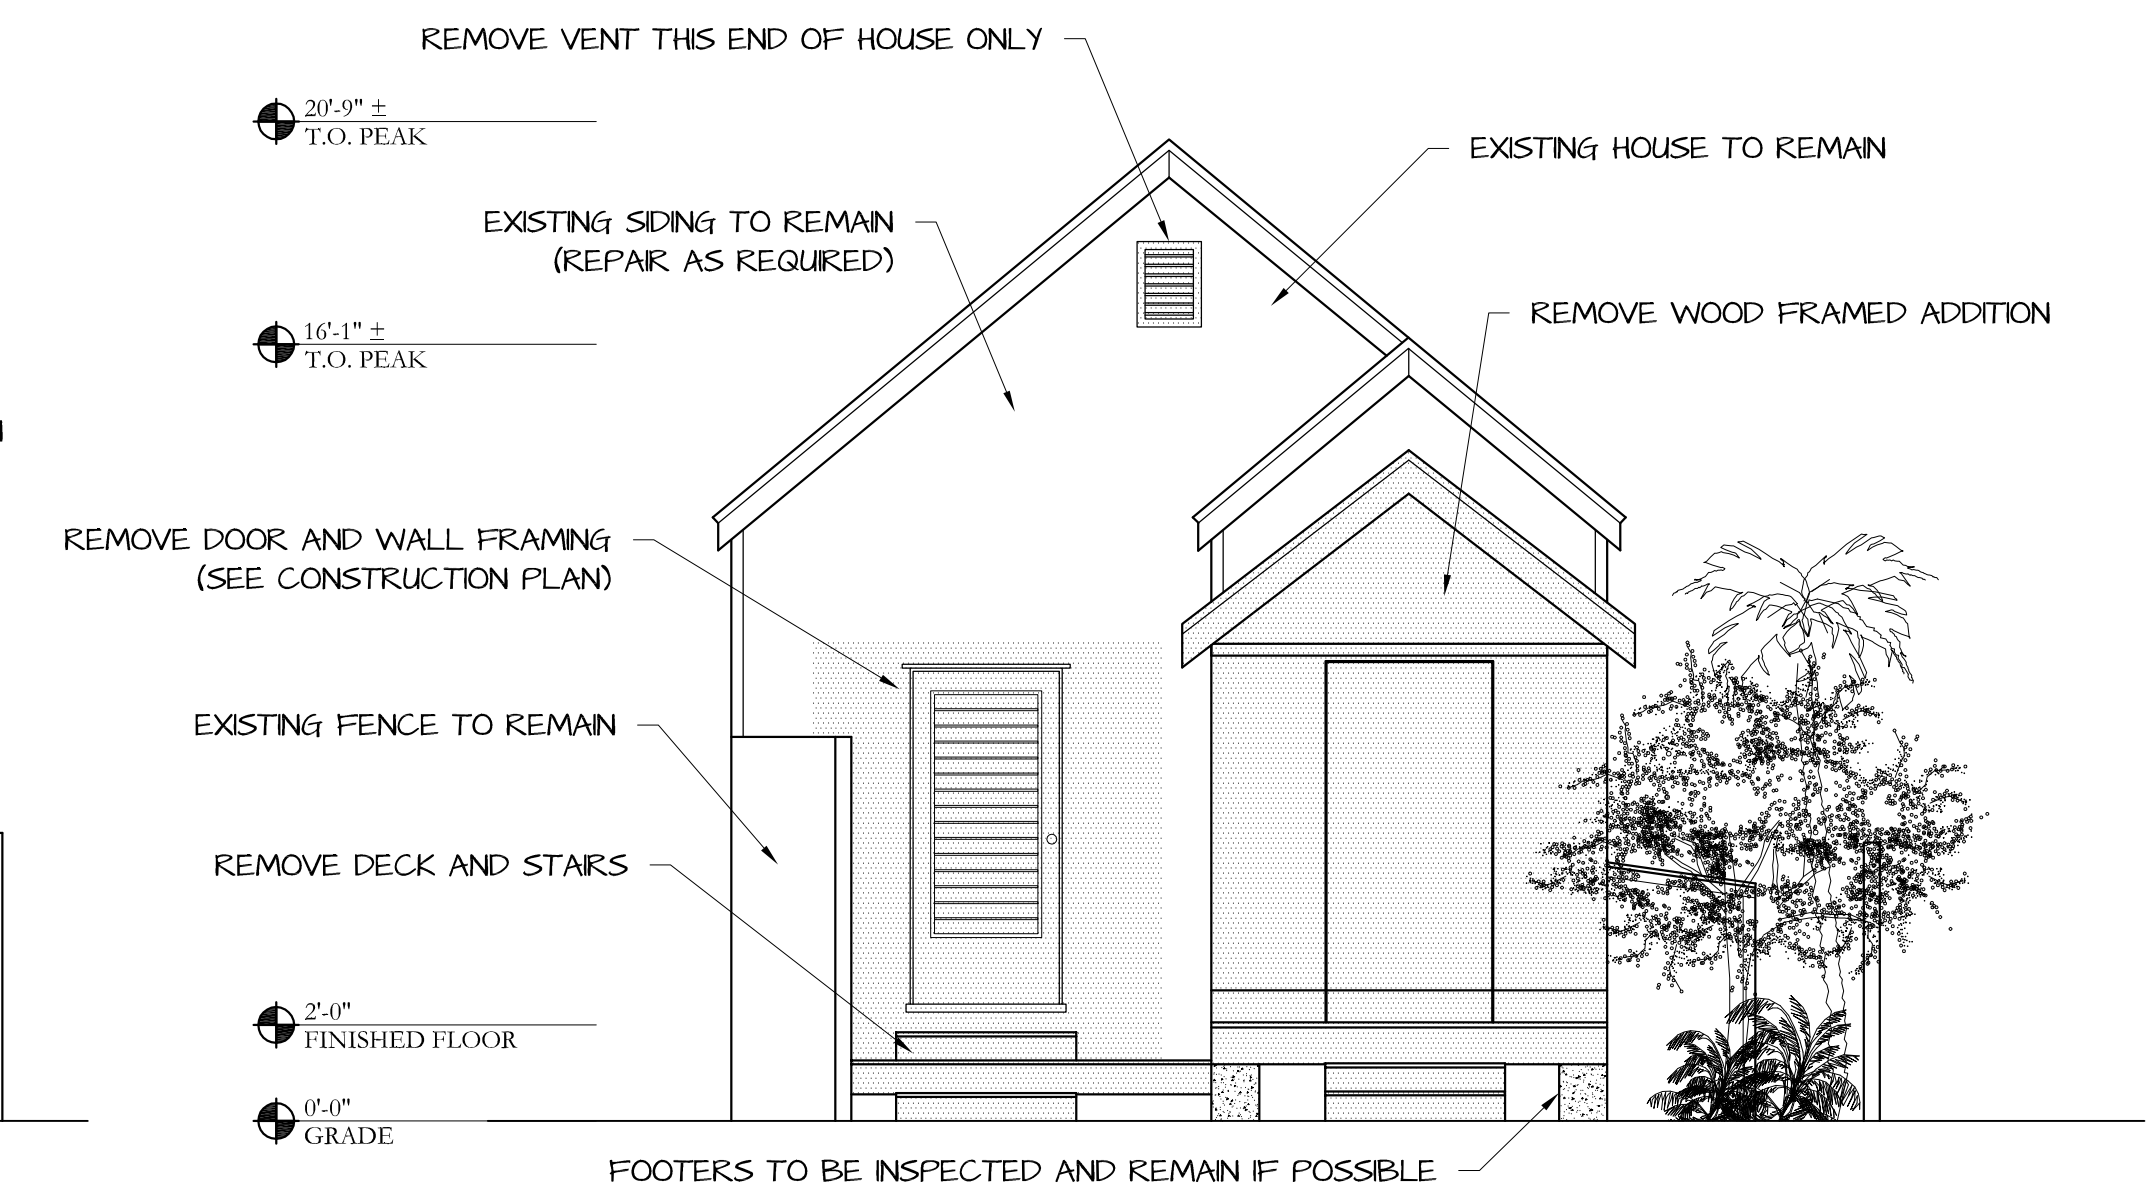 REMOVE VENT THIS END OF HOUSE ONLY
20'-9" ±
T.O. PEAK
EXISTING HOUSE TO REMAIN
EXISTING SIDING TO REMAIN
(REPAIR AS REQUIRED)
REMOVE WOOD FRAMED ADDITION
16'-1" ±
T.O. PEAK
REMOVE DOOR AND WALL FRAMING
(SEE CONSTRUCTION PLAN)
EXISTING FENCE TO REMAIN
REMOVE DECK AND STAIRS
2'-0"
FINISHED FLOOR
0'-0"
GRADE
FOOTERS TO BE INSPECTED AND REMAIN IF POSSIBLE